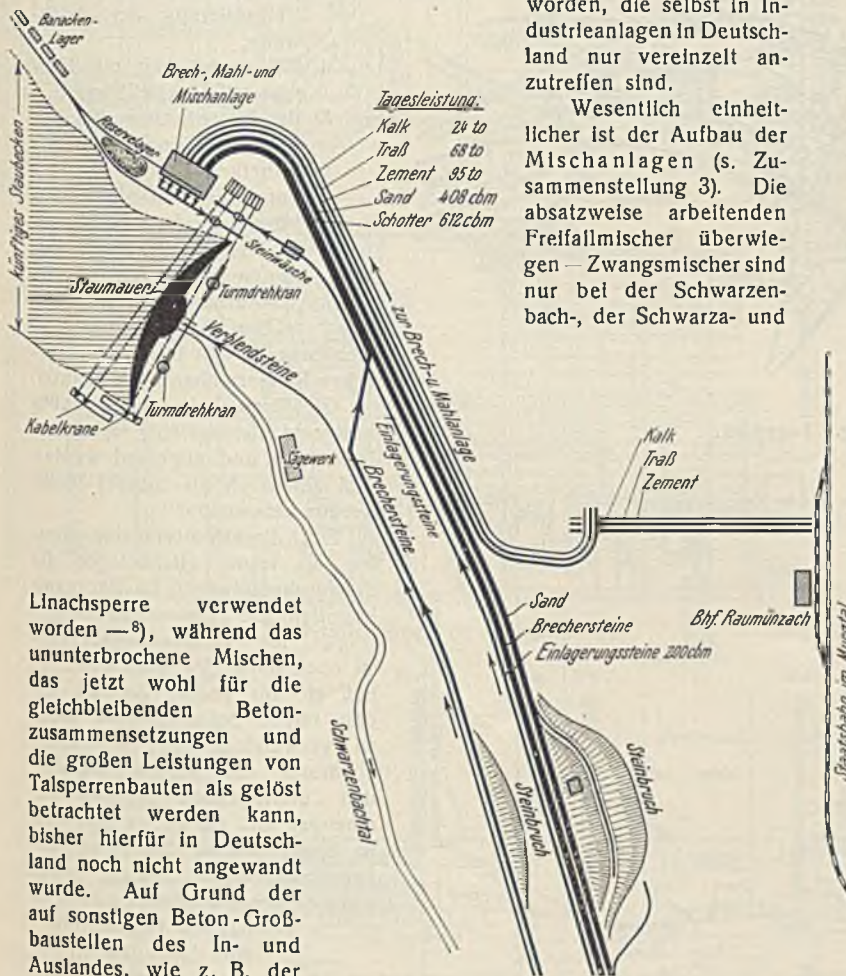 worden, die selbst in In-
dustrieanlagen in Deutsch-
land nur vereinzelt an-
zutreffen sind.
Wesentlich einheit-
licher ist der Aufbau der
Mischanlagen (s. Zu-
sammenstellung 3). Die
absatzweise arbeitenden
Freifallmischer überwie-
gen — Zwangsmischer sind
nur bei der Schwarzen-
bach-, der Schwarza- und
Linachsperre verwendet
worden —⁸), während das
ununterbrochene Mischen,
das jetzt wohl für die
gleichbleibenden Beton-
zusammensetzungen und
die großen Leistungen von
Talsperrenbauten als gelöst
betrachtet werden kann,
bisher hierfür in Deutsch-
land noch nicht angewandt
wurde. Auf Grund der
auf sonstigen Beton-Groß-
baustellen des In- und
Auslandes, wie z. B. der
Baracken-
Lager
Brech-, Mahl- und
Mischanlage
Tagesleistung:
Kalk 24 to
Traß 68 to
Zement 95 to
Sand 408 cbm
Schotter 612 cbm
Reservelager
Künftiges Staubecken
Steinwäsche
Staumauer
Turmdrehkran
Verblendsteine
zur Brech- u. Mahlanlage
Kabelkrane
Turmdrehkran
Sägewerk
Einlagerungssteine
Brechersteine
Kalk
Traß
Zement
Sand
Brechersteine
Einlagerungssteine 200 cbm
Bhf. Raumünzach
Staatsbahn im Murgtal
Schwarzenbachtal
Steinbruch
Steinbruch